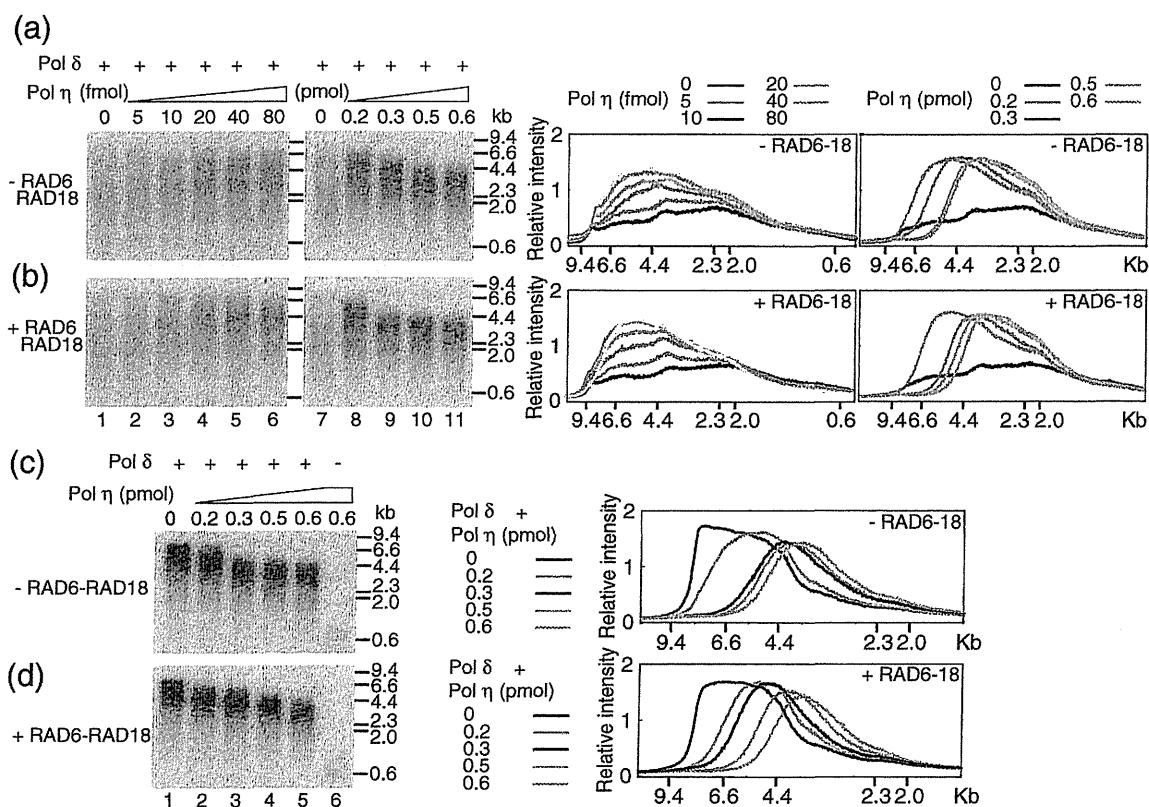 (a)
Pol δ + + + + + + + + + + +
Pol η (fmol) (pmol)
0 5 10 20 40 80 0 0.2 0.3 0.5 0.6 kb
9.4
6.6
4.4
2.3
2.0
0.6
- RAD6
RAD18
(b)
+ RAD6
RAD18
9.4
6.6
4.4
2.3
2.0
0.6
1 2 3 4 5 6 7 8 9 10 11
Pol η (fmol)
0 20
5 40
10 80
Pol η (pmol)
0 0.5
0.2 0.6
0.3
Relative intensity
2
1
0
- RAD6-18
- RAD6-18
9.4 6.6 4.4 2.3 2.0 0.6
9.4 6.6 4.4 2.3 2.0 Kb
Relative intensity
2
1
0
+ RAD6-18
+ RAD6-18
9.4 6.6 4.4 2.3 2.0 0.6
9.4 6.6 4.4 2.3 2.0 Kb
(c)
Pol δ + + + + + -
Pol η (pmol)
0 0.2 0.3 0.5 0.6 0.6 kb
9.4
6.6
4.4
2.3
2.0
0.6
- RAD6-RAD18
Pol δ +
Pol η (pmol)
0
0.2
0.3
0.5
0.6
Relative intensity
2
1
0
- RAD6-18
9.4 6.6 4.4 2.3 2.0 Kb
(d)
+ RAD6-RAD18
9.4
6.6
4.4
2.3
2.0
0.6
1 2 3 4 5 6
Pol δ +
Pol η (pmol)
0
0.2
0.3
0.5
0.6
Relative intensity
2
1
0
+ RAD6-18
9.4 6.6 4.4 2.3 2.0 Kb